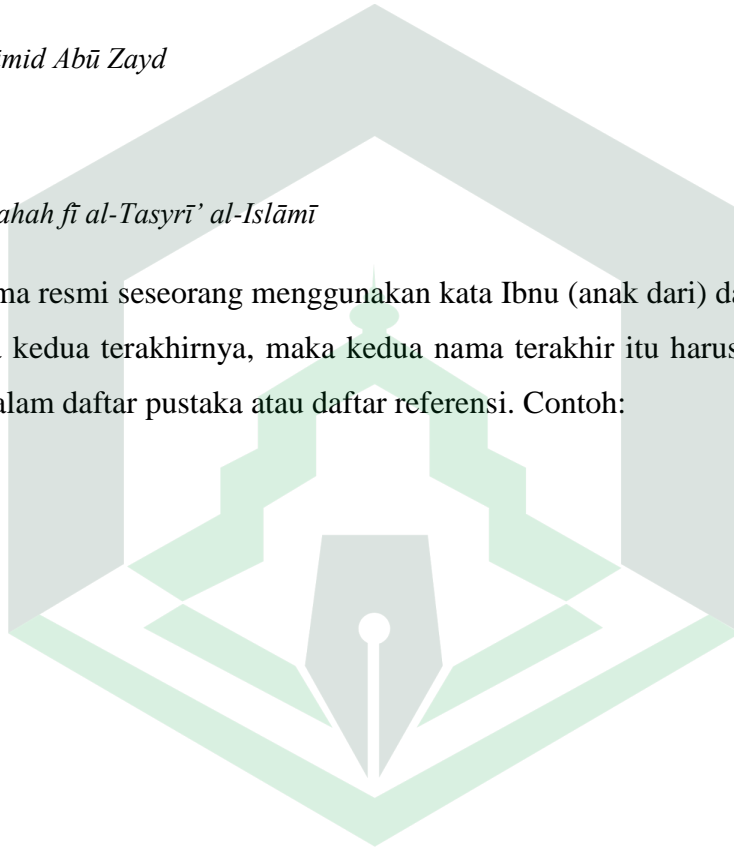 mid Abū Zayd
ahah fī al-Tasyrī’ al-Islāmī
ma resmi seseorang menggunakan kata Ibnu (anak dari) da
kedua terakhirnya, maka kedua nama terakhir itu harus
alam daftar pustaka atau daftar referensi. Contoh: